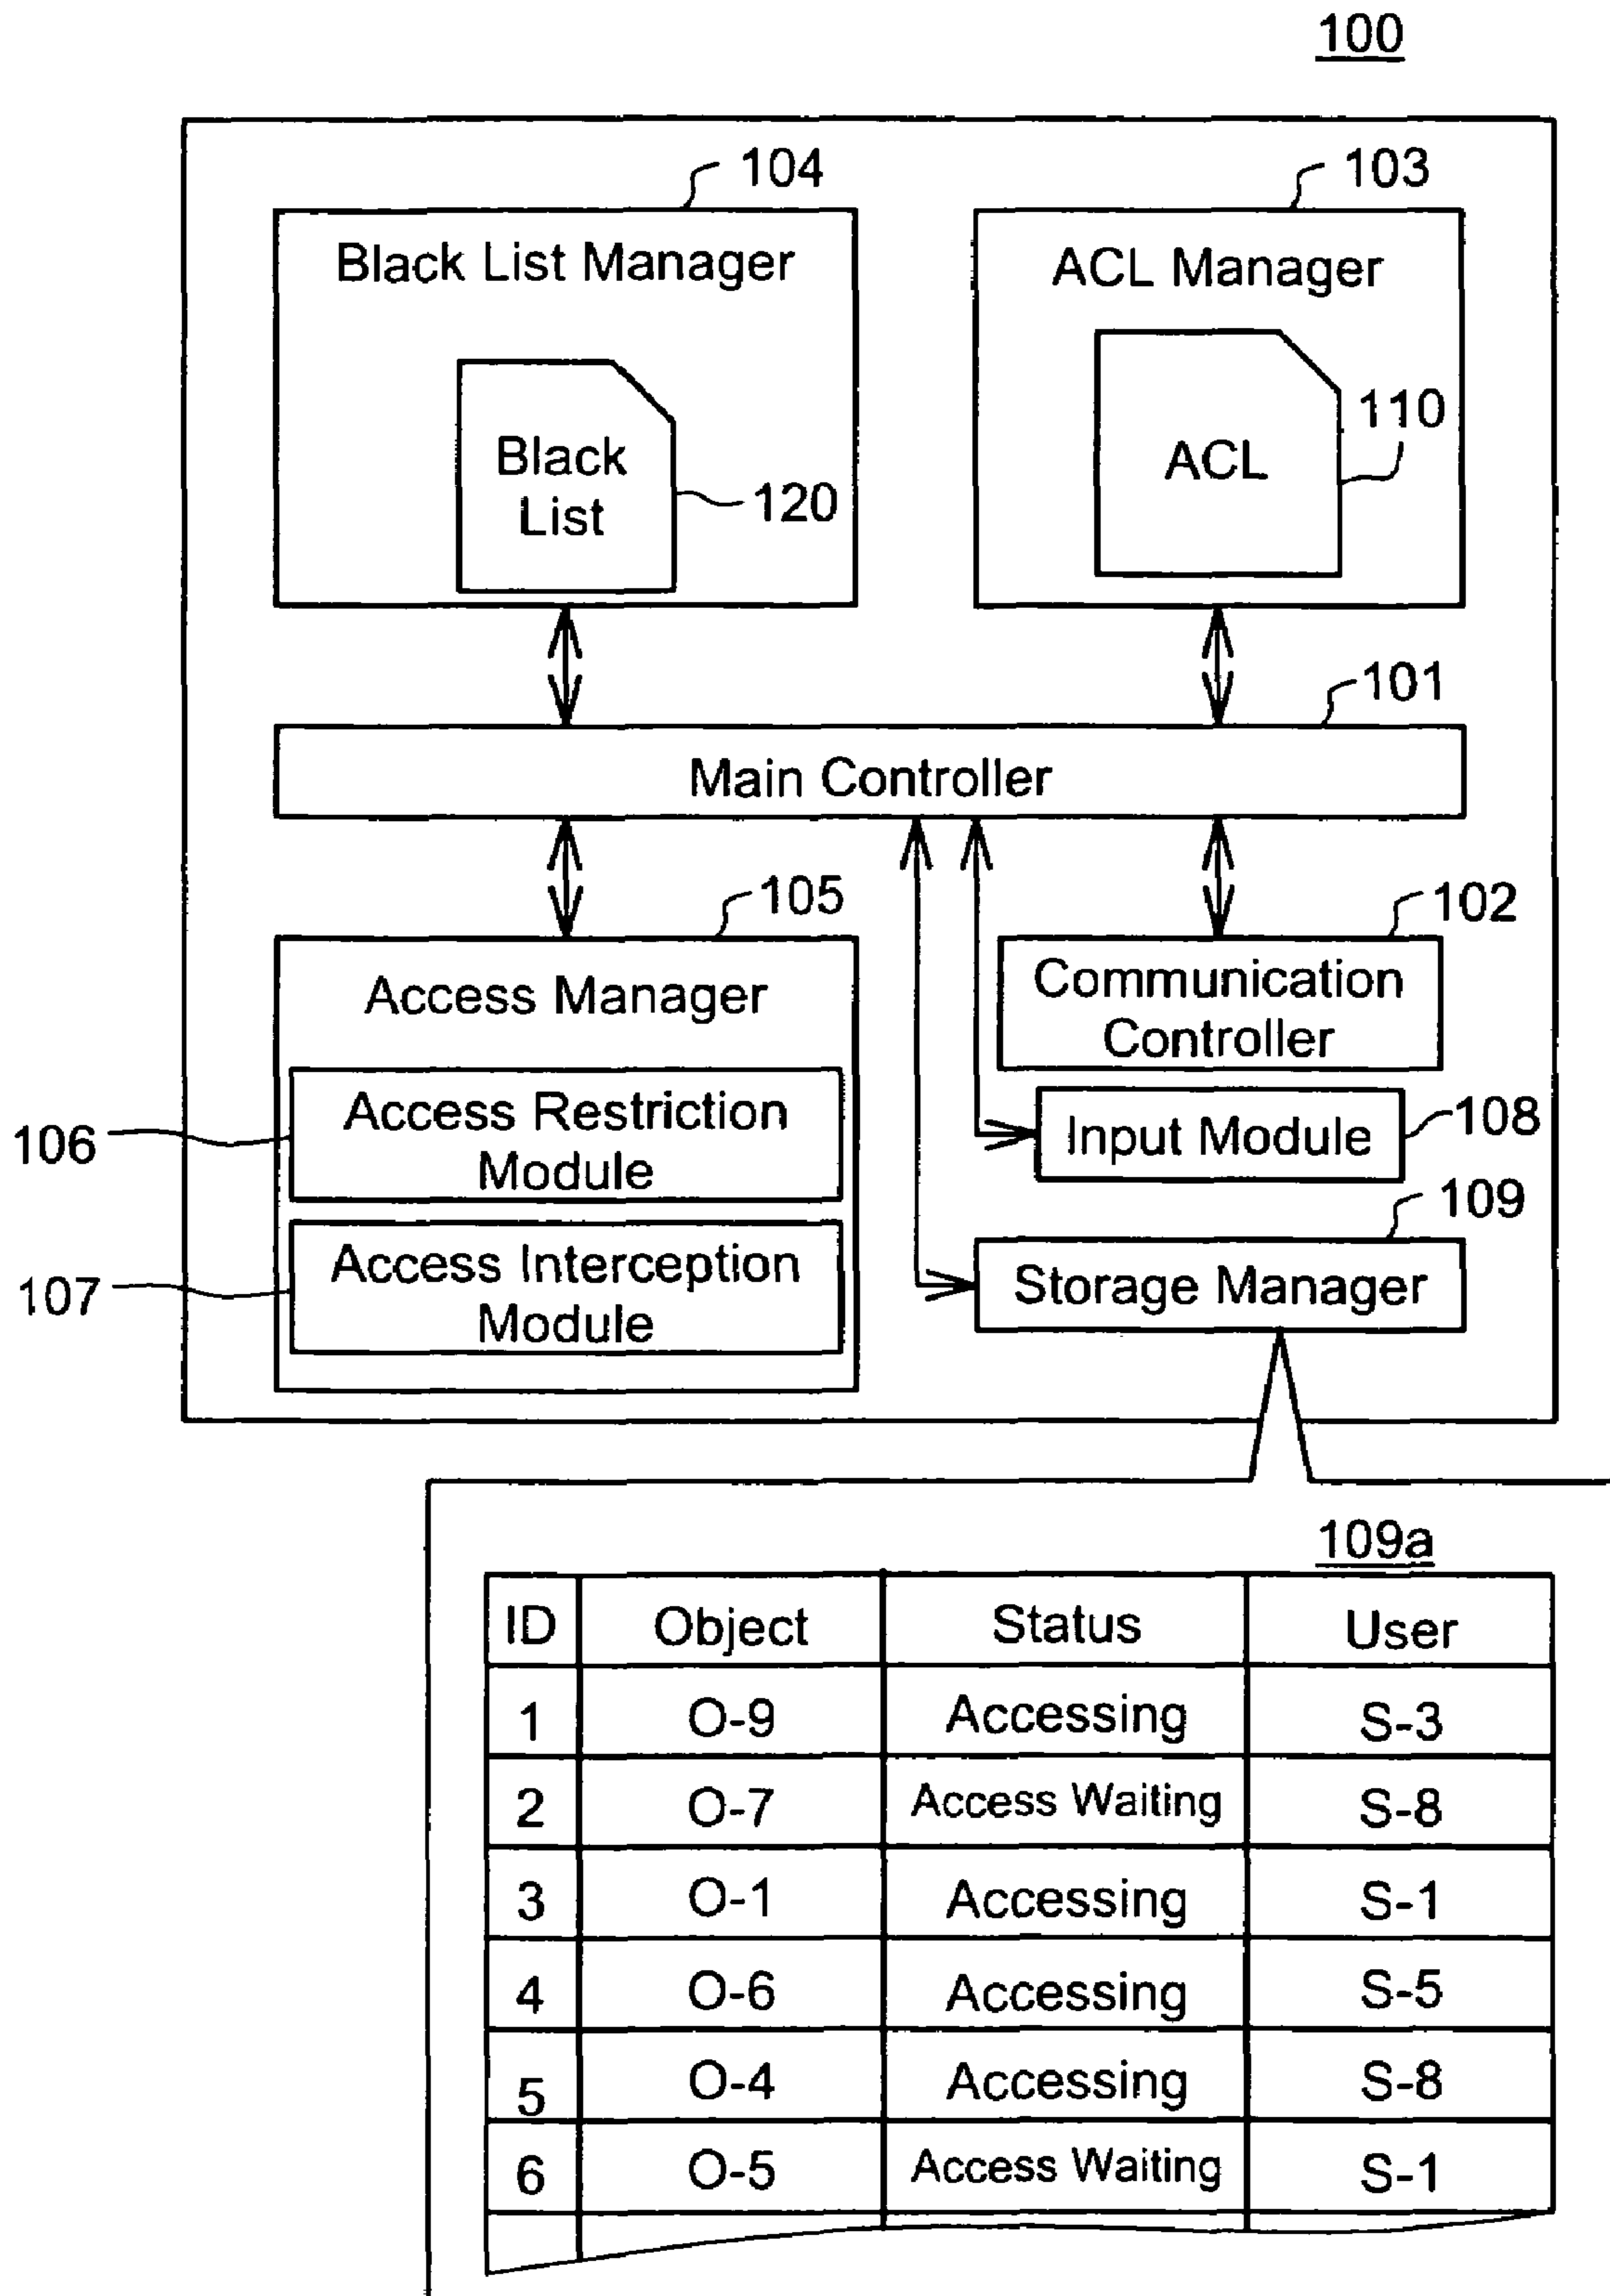 100
104
103
Black List Manager
ACL Manager
Black
List
120
ACL
110
101
Main Controller
105
102
Access Manager
Communication
Controller
106
Access Restriction
Module
Input Module
108
107
Access Interception
Module
109
Storage Manager
109a
ID Object Status User
1 O-9 Accessing S-3
2 O-7 Access Waiting S-8
3 O-1 Accessing S-1
4 O-6 Accessing S-5
5 O-4 Accessing S-8
6 O-5 Access Waiting S-1